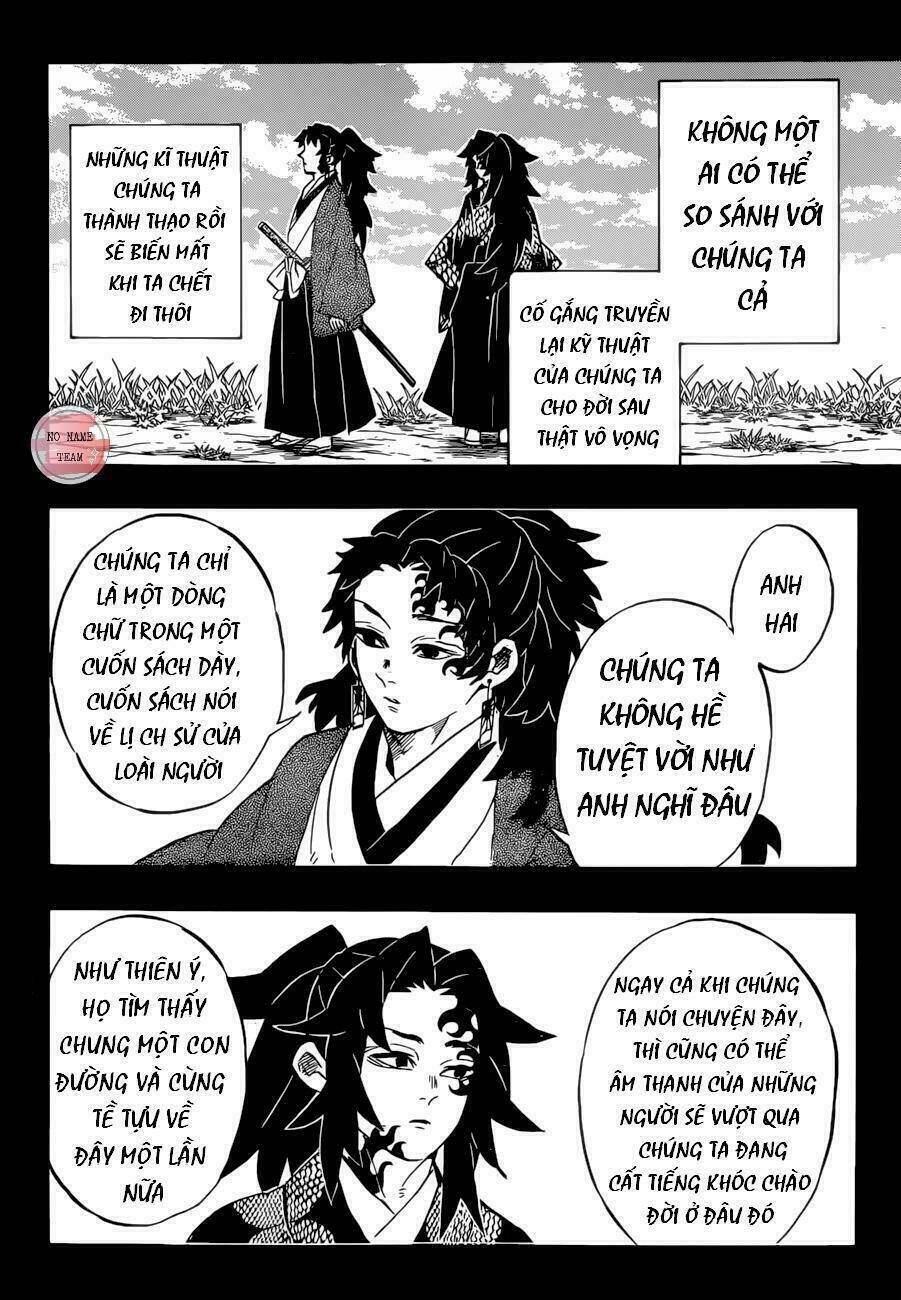 KHÔNG MỘT
AI CÓ THỂ
SO SÁNH VỚI
CHÚNG TA
CẢ
CỐ GẮNG TRUYỀN
LẠI KỸ THUẬT
CỦA CHÚNG TA
CHO ĐỜI SAU
THẬT VÔ VỌNG
NHỮNG KĨ THUẬT
CHÚNG TA
THÀNH THẠO RỒI
SẼ BIẾN MẤT
KHI TA CHẾT
ĐI THÔI
NO NAME
TEAM
ANH
HAI
CHÚNG TA
KHÔNG HỀ
TUYỆT VỜI NHƯ
ANH NGHĨ ĐÂU
CHÚNG TA CHỈ
LÀ MỘT DÒNG
CHỮ TRONG MỘT
CUỐN SÁCH DÀY,
CUỐN SÁCH NÓI
VỀ LỊ CH SỬ CỦA
LOÀI NGƯỜI
NGAY CẢ KHI CHÚNG
TA NÓI CHUYỆN ĐÂY,
THÌ CŨNG CÓ THỂ
ÂM THANH CỦA NHỮNG
NGƯỜI SẼ VƯỢT QUA
CHÚNG TA ĐANG
CẤT TIẾNG KHÓC CHÀO
ĐỜI Ở ĐÂU ĐÓ
NHƯ THIÊN Ý,
HỌ TÌM THẤY
CHUNG MỘT CON
ĐƯỜNG VÀ CÙNG
TỀ TỰU VỀ
ĐÂY MỘT LẦN
NỮA